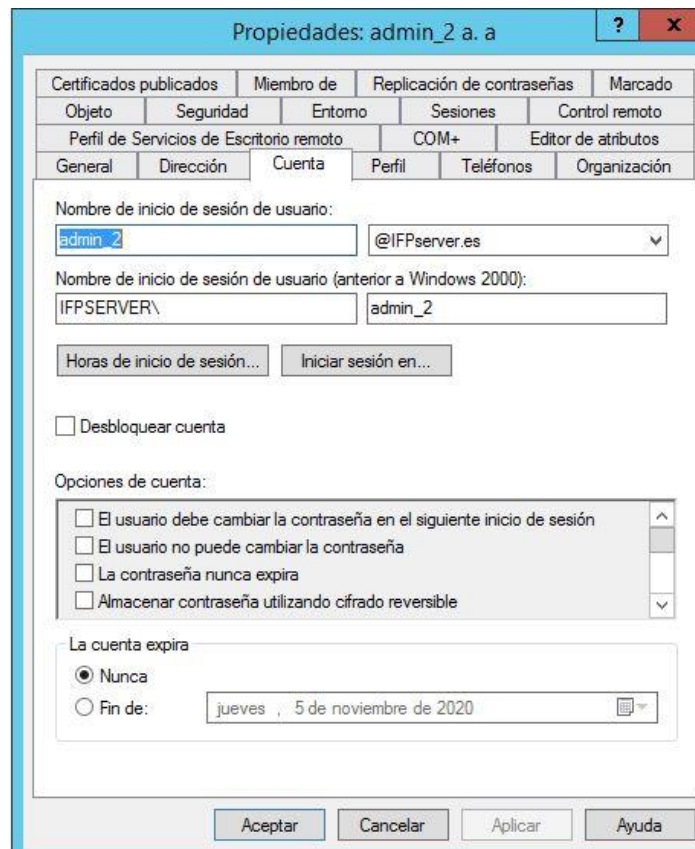 Propiedades: admin_2 a. a
? x
Certificados publicados Miembro de Replicación de contraseñas Marcado
Objeto Seguridad Entorno Sesiones Control remoto
Perfil de Servicios de Escritorio remoto COM+ Editor de atributos
General Dirección Cuenta Perfil Teléfonos Organización
Nombre de inicio de sesión de usuario:
admin_2 @IFPserver.es
Nombre de inicio de sesión de usuario (anterior a Windows 2000):
IFPSERVER\ admin_2
Horas de inicio de sesión... Iniciar sesión en...
Desbloquear cuenta
Opciones de cuenta:
El usuario debe cambiar la contraseña en el siguiente inicio de sesión
El usuario no puede cambiar la contraseña
La contraseña nunca expira
Almacenar contraseña utilizando cifrado reversible
La cuenta expira
Nunca
Fin de: jueves , 5 de noviembre de 2020
Aceptar Cancelar Aplicar Ayuda